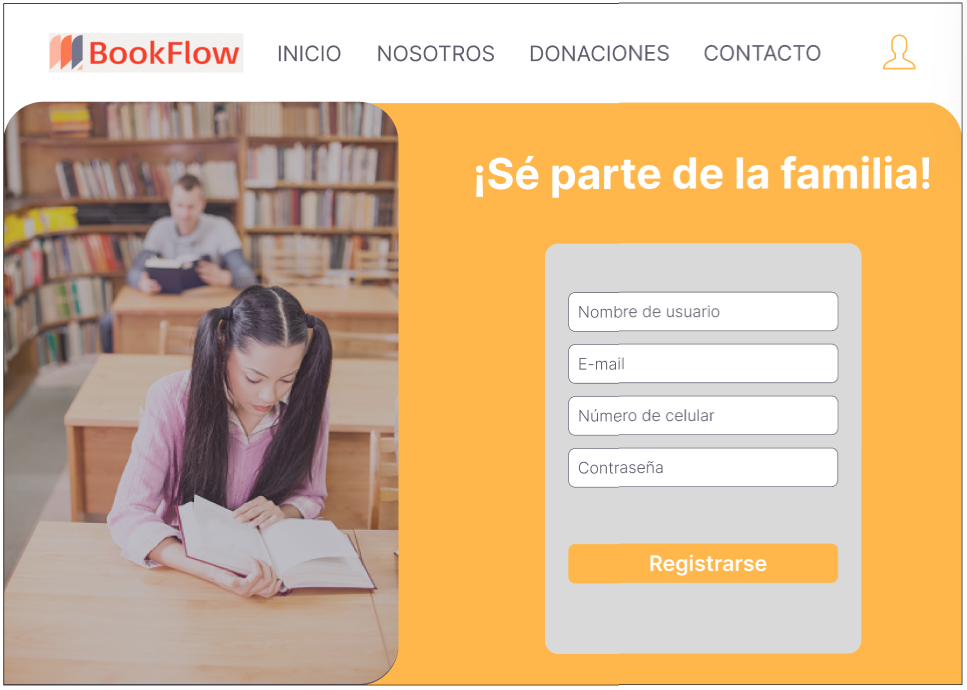 BookFlow INICIO NOSOTROS DONACIONES CONTACTO
¡Sé parte de la familia!
Nombre de usuario
E-mail
Número de celular
Contraseña
Registrarse